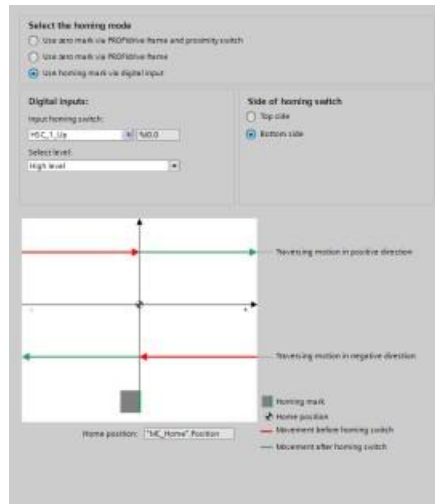 Select the homing mode
Use zero mark via PROFIdrive frame and proximity switch
Use zero mark via PROFIdrive frame
Use homing mark via digital input
Digital inputs:
Input homing switch:
HSC_1_Up
%I0.0
Select level:
High level
Side of homing switch
Top side
Bottom side
Traversing motion in positive direction
- +
Traversing motion in negative direction
Homing mark
Home position
Movement before homing switch
Movement after homing switch
Home position: "MC_Home".Position